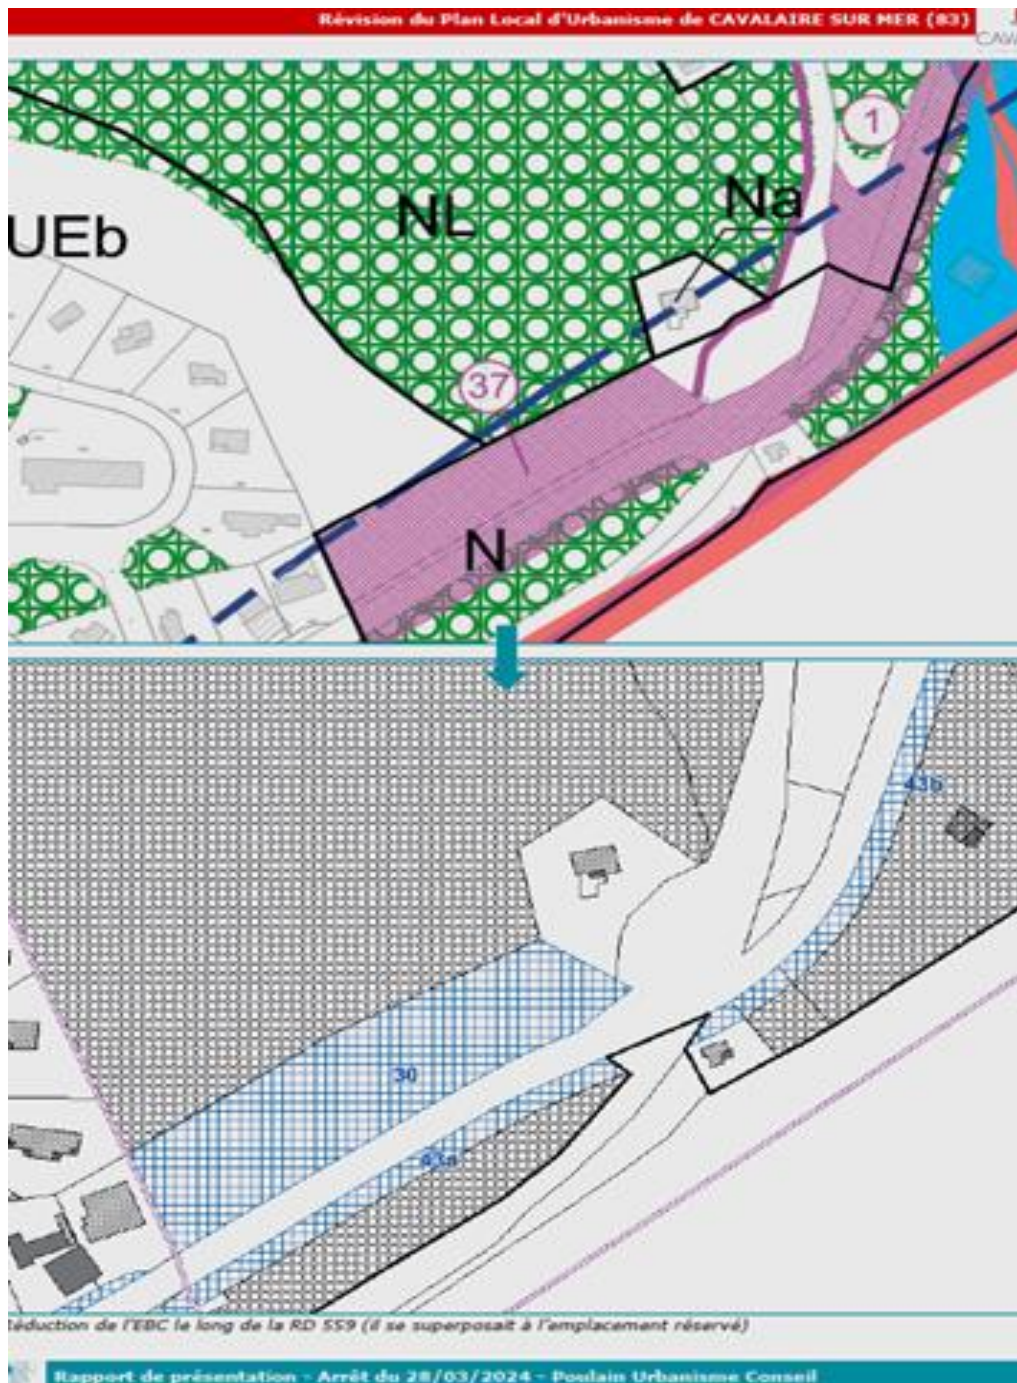 Révision du Plan Local d'Urbanisme de CAVALAIRE SUR MER (83)
1
Na
NL
UEb
37
N
43b
30
43a
Réduction de l'EBC le long de la RD 559 (il se superposait à l'emplacement réservé)
Rapport de présentation - Arrêt du 28/03/2024 - Poulain Urbanisme Conseil